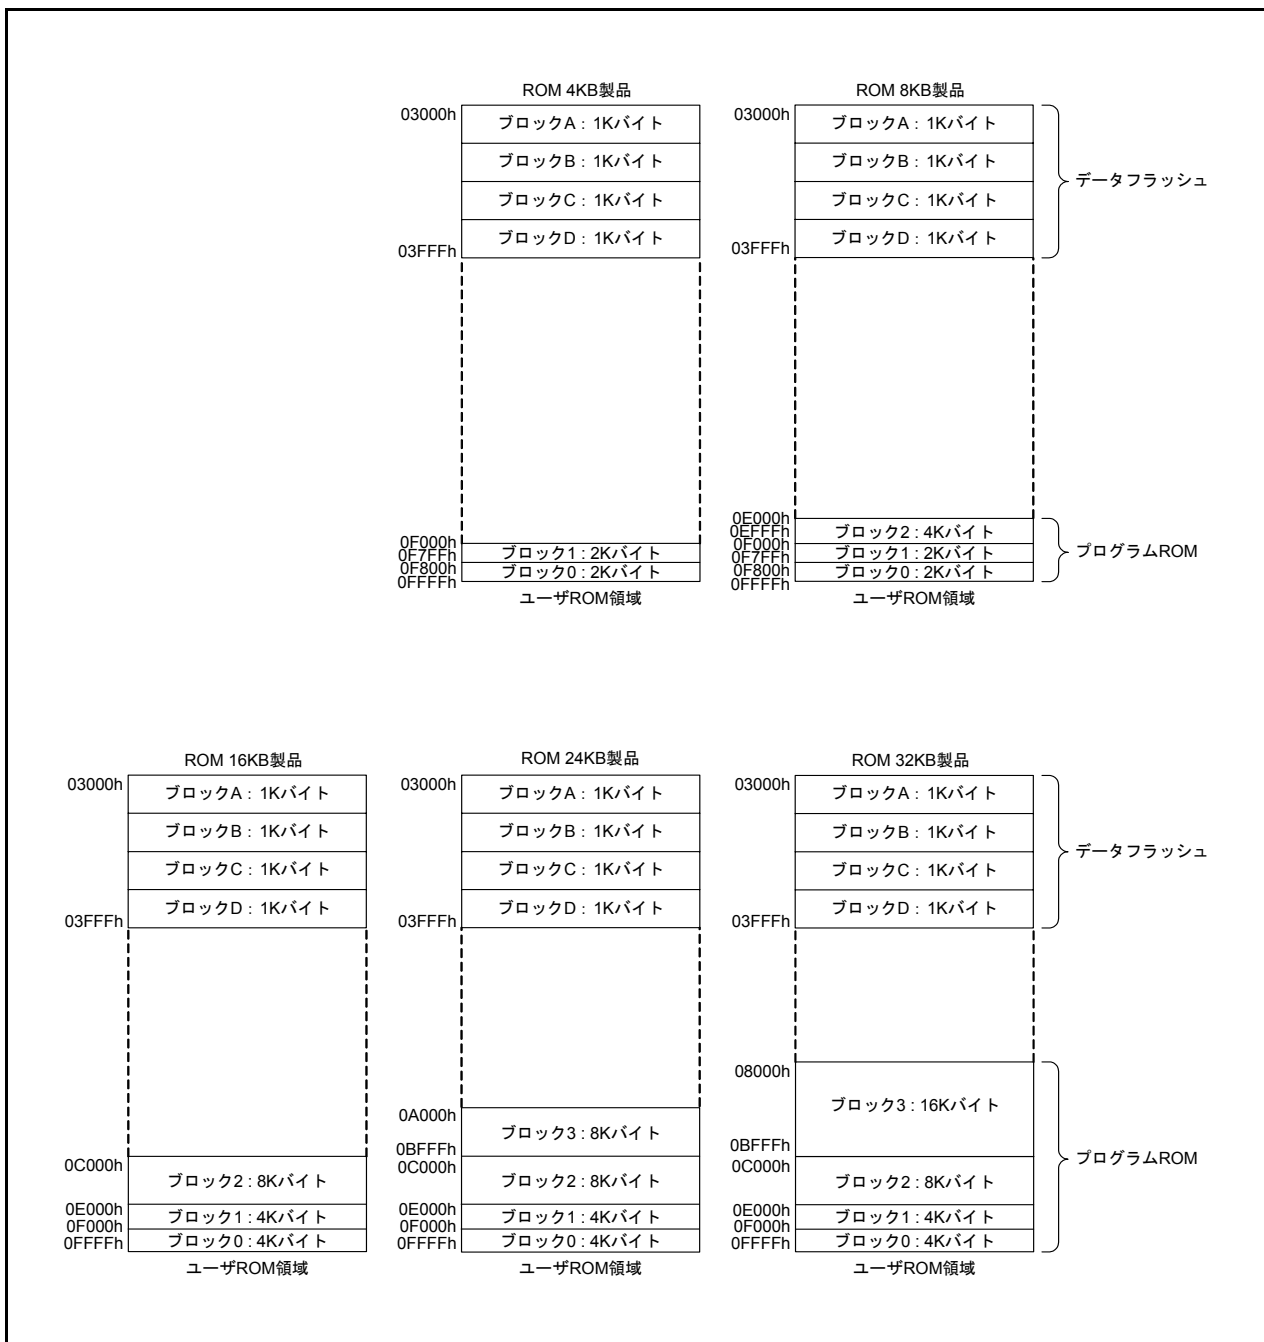 ROM 4KB製品
03000h
ブロックA : 1Kバイト
ブロックB : 1Kバイト
ブロックC : 1Kバイト
ブロックD : 1Kバイト
03FFFh
0F000h
0F7FFh
ブロック1 : 2Kバイト
0F800h
ブロック0 : 2Kバイト
0FFFFh
ユーザROM領域
ROM 8KB製品
03000h
ブロックA : 1Kバイト
ブロックB : 1Kバイト
ブロックC : 1Kバイト
ブロックD : 1Kバイト
03FFFh
データフラッシュ
0E000h
0EFFFh
ブロック2 : 4Kバイト
0F000h
0F7FFh
ブロック1 : 2Kバイト
0F800h
ブロック0 : 2Kバイト
0FFFFh
プログラムROM
ユーザROM領域
ROM 16KB製品
03000h
ブロックA : 1Kバイト
ブロックB : 1Kバイト
ブロックC : 1Kバイト
ブロックD : 1Kバイト
03FFFh
0C000h
ブロック2 : 8Kバイト
0E000h
ブロック1 : 4Kバイト
0F000h
ブロック0 : 4Kバイト
0FFFFh
ユーザROM領域
ROM 24KB製品
03000h
ブロックA : 1Kバイト
ブロックB : 1Kバイト
ブロックC : 1Kバイト
ブロックD : 1Kバイト
03FFFh
0A000h
ブロック3 : 8Kバイト
0BFFFh
0C000h
ブロック2 : 8Kバイト
0E000h
ブロック1 : 4Kバイト
0F000h
ブロック0 : 4Kバイト
0FFFFh
ユーザROM領域
ROM 32KB製品
03000h
ブロックA : 1Kバイト
ブロックB : 1Kバイト
ブロックC : 1Kバイト
ブロックD : 1Kバイト
03FFFh
データフラッシュ
08000h
ブロック3 : 16Kバイト
0BFFFh
0C000h
ブロック2 : 8Kバイト
0E000h
ブロック1 : 4Kバイト
0F000h
ブロック0 : 4Kバイト
0FFFFh
プログラムROM
ユーザROM領域